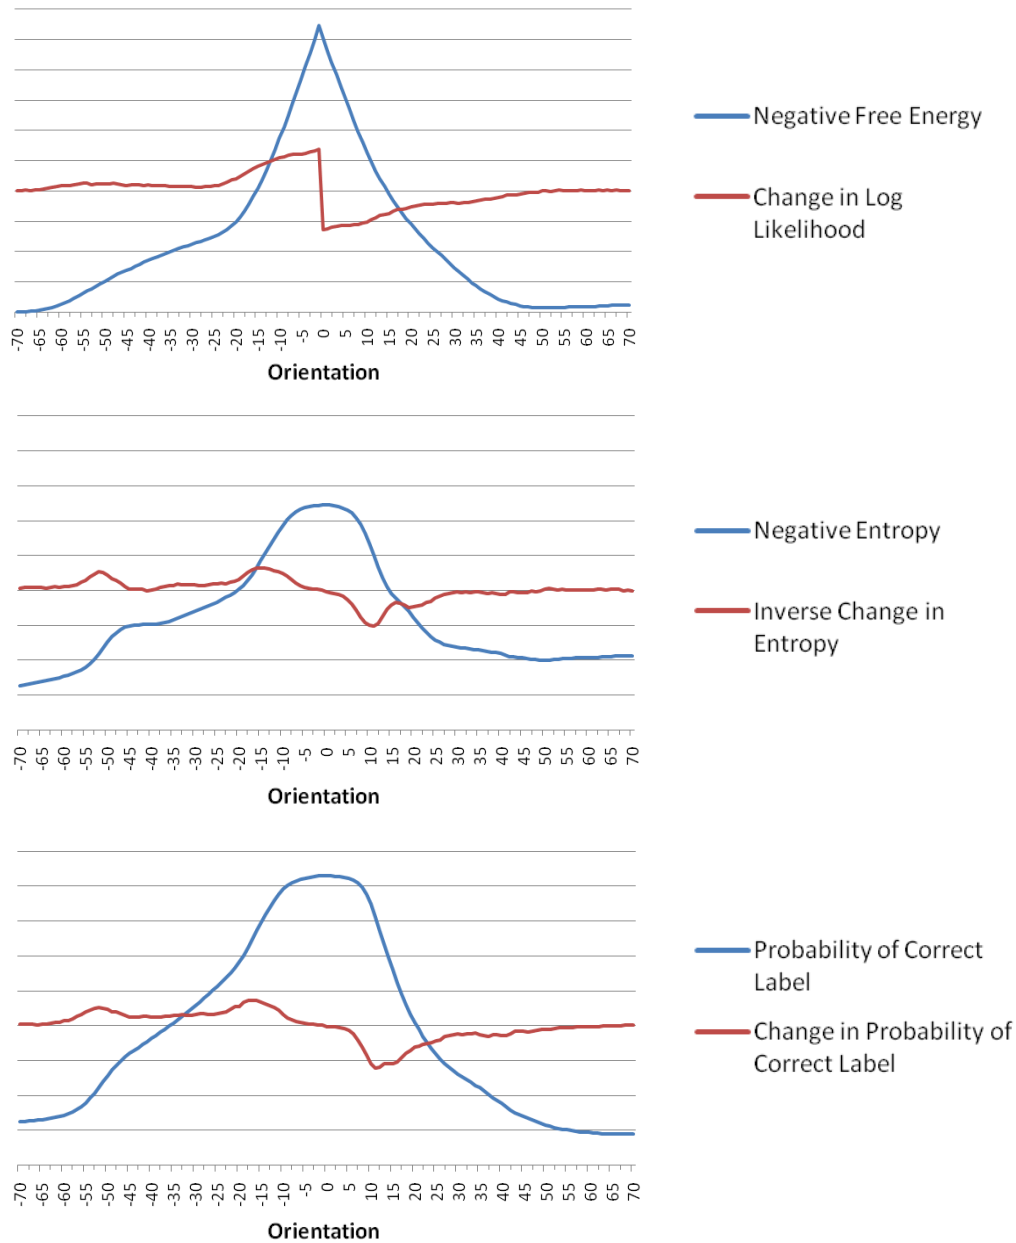 Negative Free Energy
Change in Log
Likelihood
-70 -65 -60 -55 -50 -45 -40 -35 -30 -25 -20 -15 -10 -5 0 5 10 15 20 25 30 35 40 45 50 55 60 65 70
Orientation
Negative Entropy
Inverse Change in
Entropy
-70 -65 -60 -55 -50 -45 -40 -35 -30 -25 -20 -15 -10 -5 0 5 10 15 20 25 30 35 40 45 50 55 60 65 70
Orientation
Probability of Correct
Label
Change in Probability of
Correct Label
-70 -65 -60 -55 -50 -45 -40 -35 -30 -25 -20 -15 -10 -5 0 5 10 15 20 25 30 35 40 45 50 55 60 65 70
Orientation